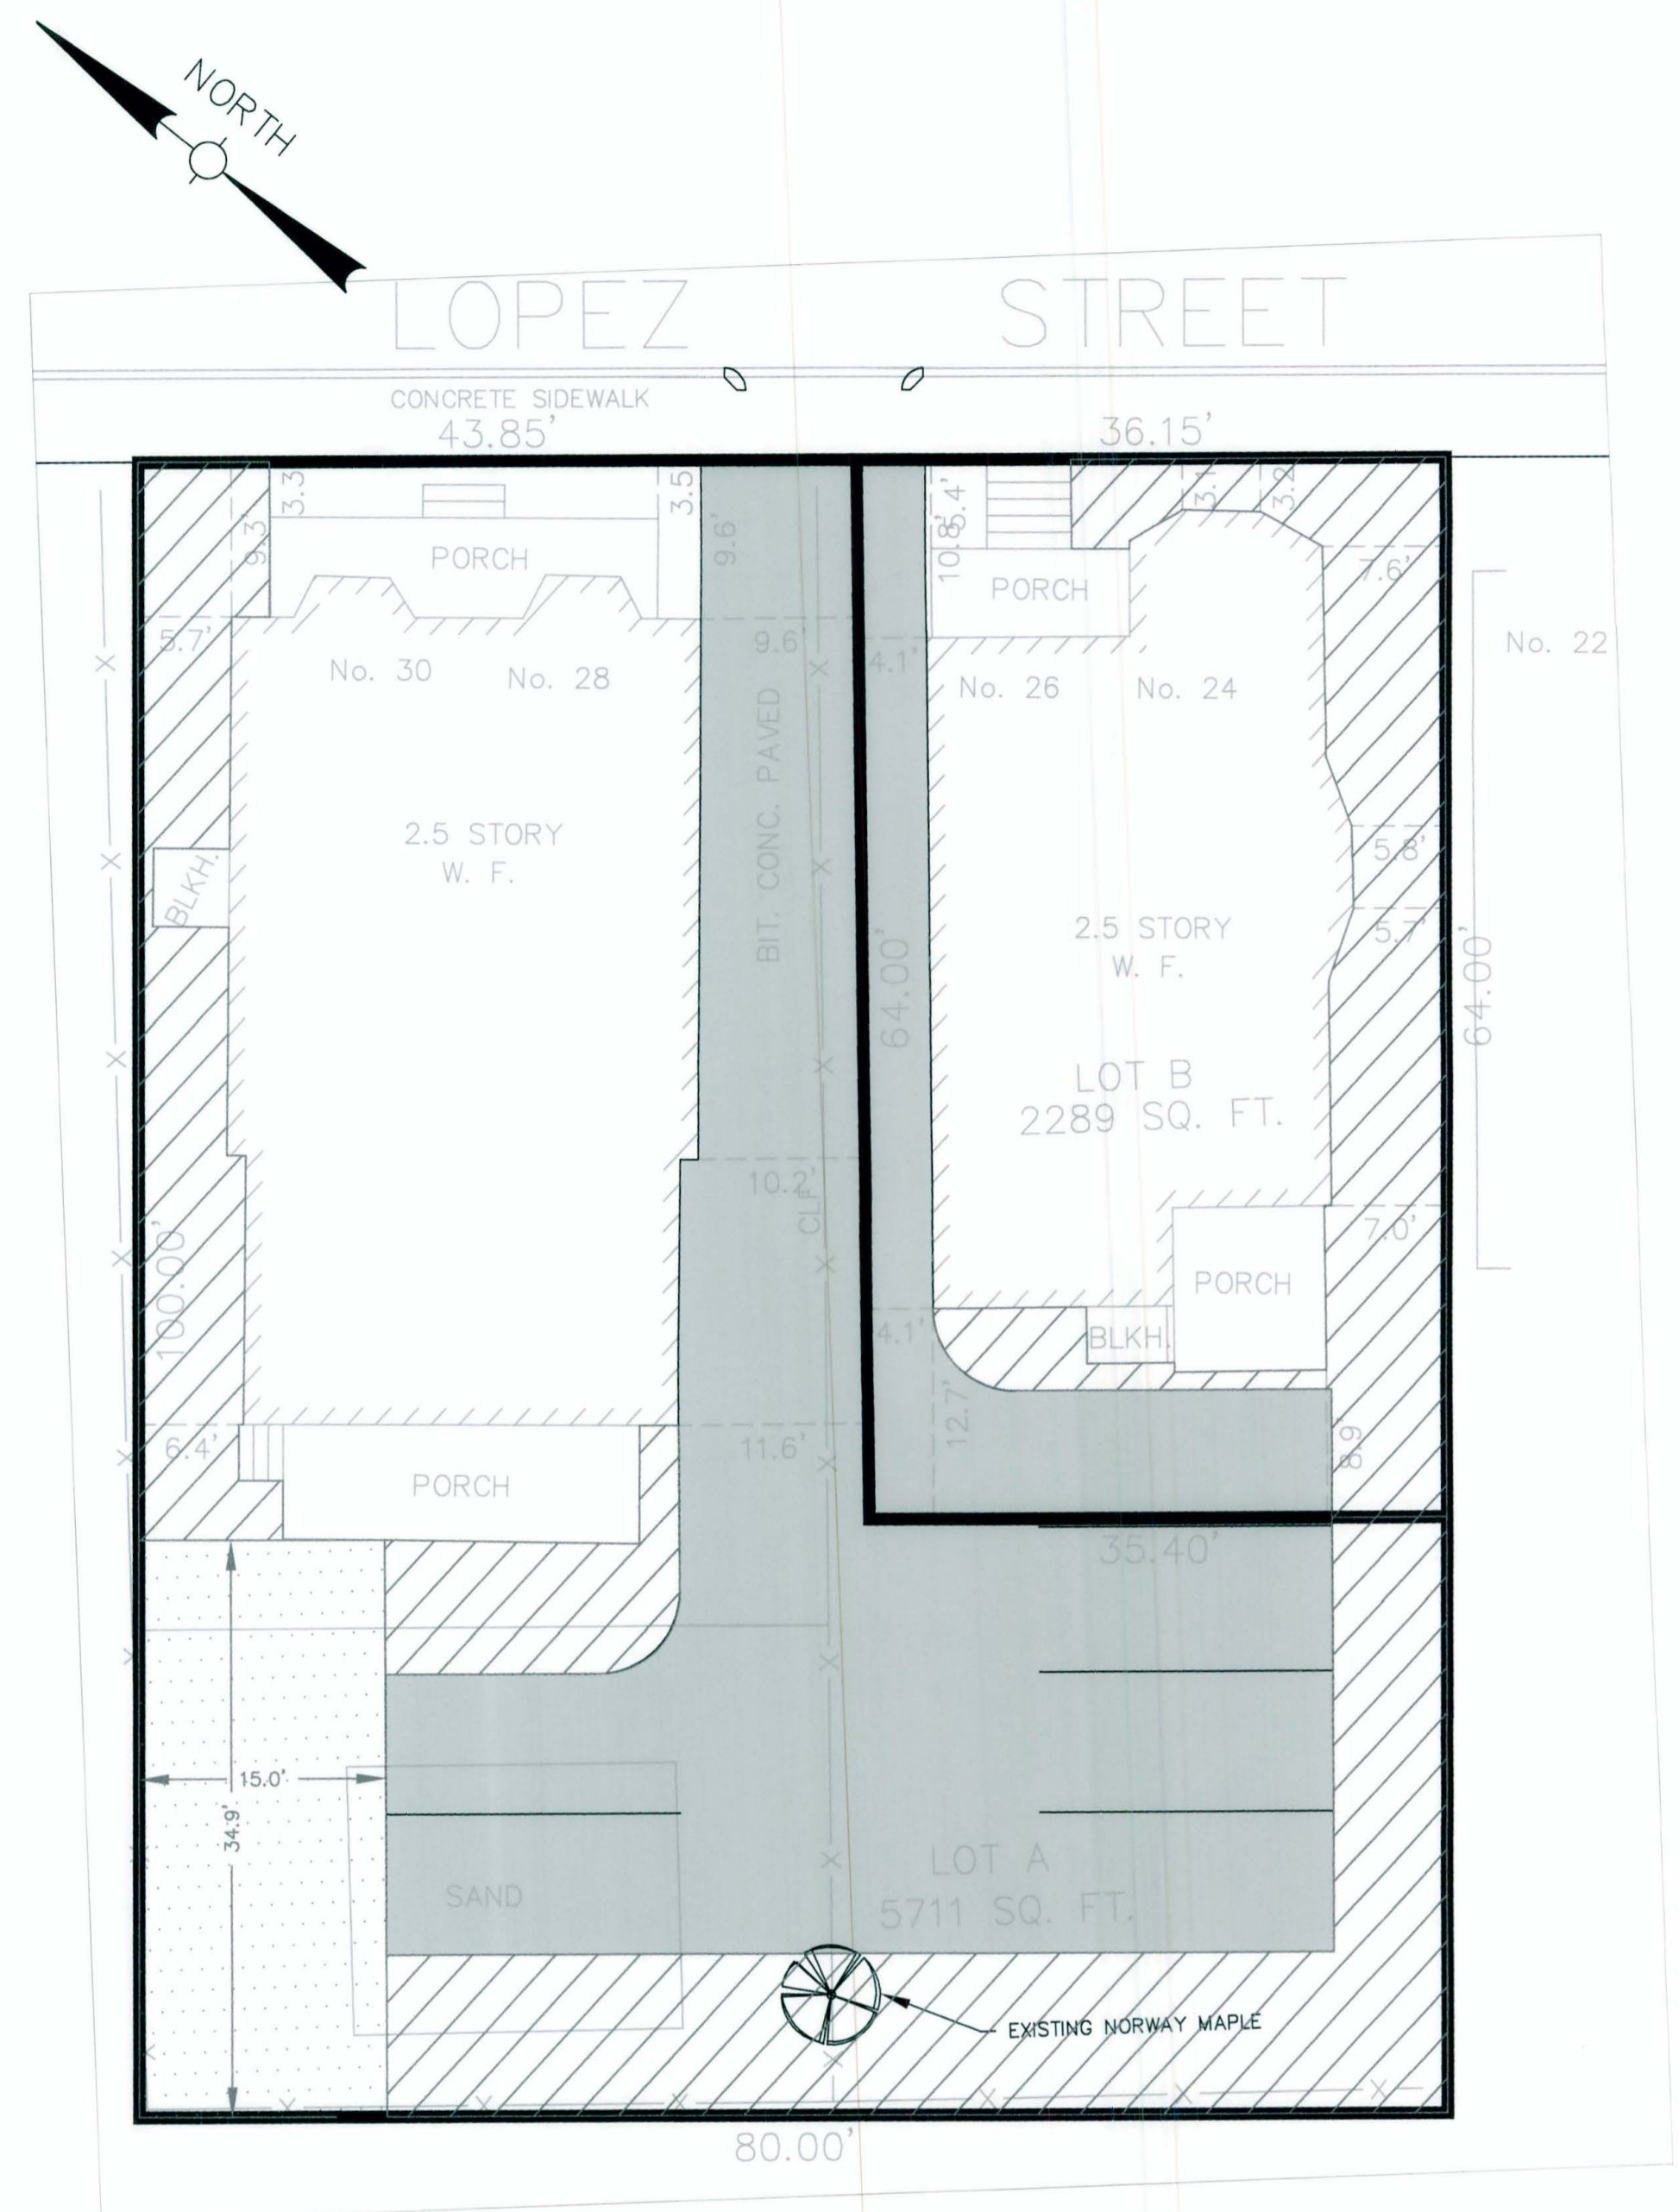 NORTH
LOPEZ STREET
CONCRETE SIDEWALK
43.85'
36.15'
3.3
3.5
9.3'
9.6'
5.4'
10.8'
3.1
3.2
PORCH
PORCH
7.6'
5.7'
9.6'
4.1'
No. 22
No. 30
No. 28
No. 26
No. 24
BIT. CONC. PAVED
2.5 STORY
W. F.
BLKH.
5.8'
2.5 STORY
W. F.
5.7'
64.00'
64.00'
LOT B
2289 SQ. FT.
10.2'
CLF
7.0'
100.00'
PORCH
4.1'
BLKH.
12.7'
6.4'
11.6'
8.9'
PORCH
35.40'
15.0'
34.9'
LOT A
5711 SQ. FT.
SAND
EXISTING NORWAY MAPLE
80.00'